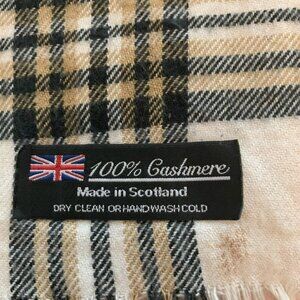 100% Cashmere
Made in Scotland
DRY CLEAN OR HANDWASH COLD